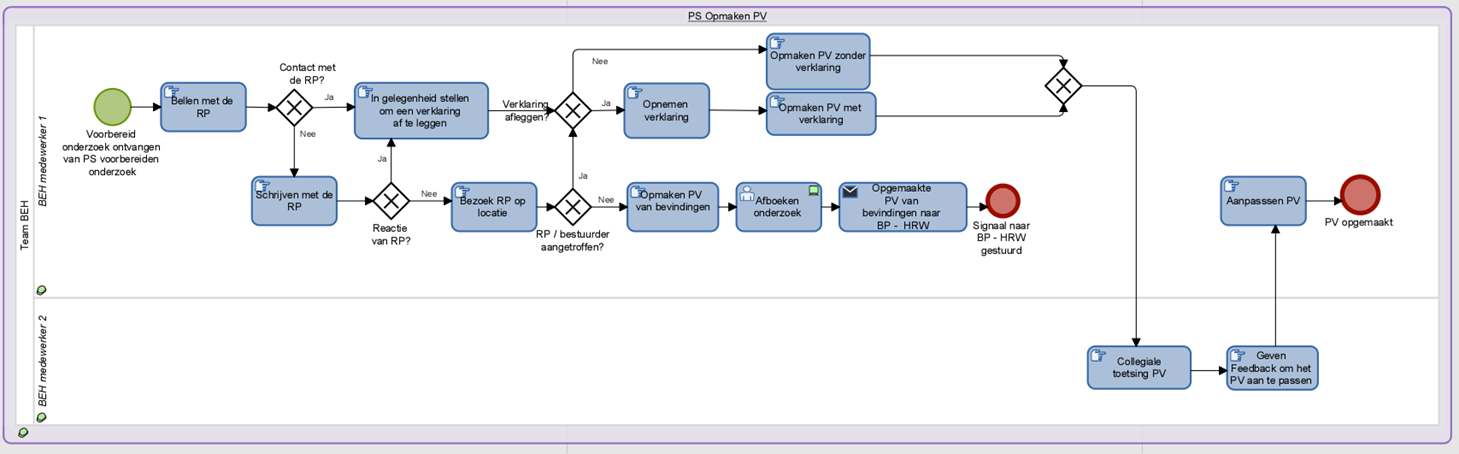 PS Opmaken PV
Team BEH
BEH medewerker 1
Voorbereid
onderzoek ontvangen
van PS voorbereiden
onderzoek
Bellen met de
RP
Contact met
de RP?
Ja
Nee
In gelegenheid stellen
om een verklaring
af te leggen
Schrijven met de
RP
Ja
Reactie
van RP?
Nee
Bezoek RP op
locatie
Verklaring
afleggen?
Nee
Ja
Opnemen
verklaring
Opmaken PV zonder
verklaring
Opmaken PV met
verklaring
Ja
RP / bestuurder
aangetroffen?
Nee
Opmaken PV
van bevindingen
Afboeken
onderzoek
Opgemaakte
PV van
bevindingen naar
BP - HRW
Signaal naar
BP - HRW
gestuurd
Aanpasssen PV
PV opgemaakt
BEH medewerker 2
Collegiale
toetsing PV
Geven
Feedback om het
PV aan te passen